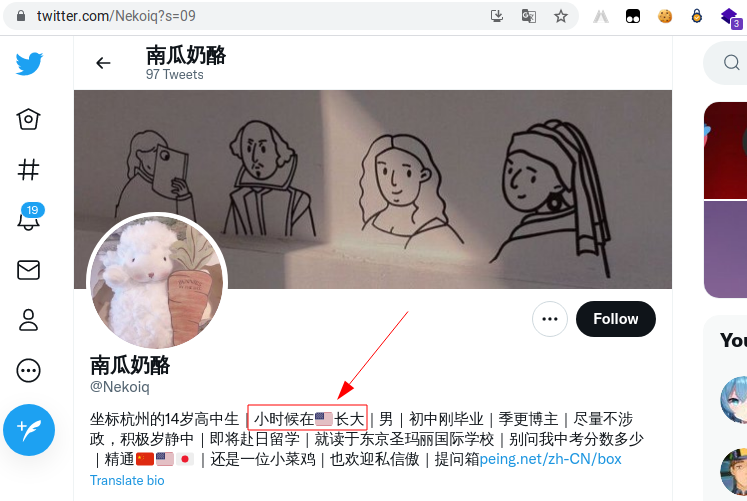 twitter.com/Nekoiq?s=09
3
南瓜奶酪
97 Tweets
19
Follow
南瓜奶酪
@Nekoiq
坐标杭州的14岁高中生｜小时候在🇺🇸长大｜男｜初中刚毕业｜季更博主｜尽量不涉
政，积极岁静中｜即将赴日留学｜就读于东京圣玛丽国际学校｜别问我中考分数多少
｜精通🇨🇳🇺🇸🇯🇵｜还是一位小菜鸡｜也欢迎私信傲｜提问箱peing.net/zh-CN/box
Translate bio
You